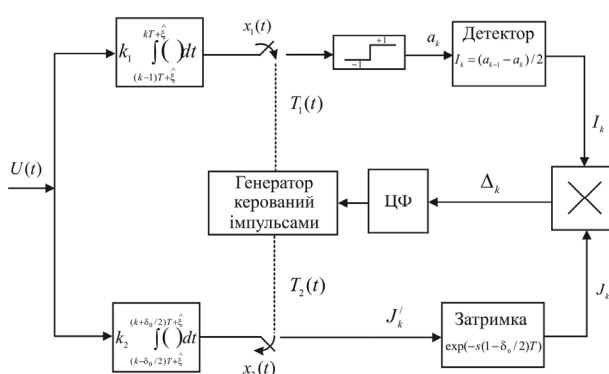 k₁ ∫ ( )dt
kT+ξ̂
(k−1)T+ξ̂
x₁(t)
+1
−1
aₖ
Детектор
Iₖ = (aₖ₋₁ − aₖ)/2
T₁(t)
Iₖ
U(t)
Генератор
керований
імпульсами
ЦФ
Δₖ
T₂(t)
k₂ ∫ ( )dt
(k+δ₀/2)T+ξ̂
(k−δ₀/2)T+ξ̂
x₂(t)
Jₖ′
Затримка
exp(−s(1−δ₀/2)T)
Jₖ